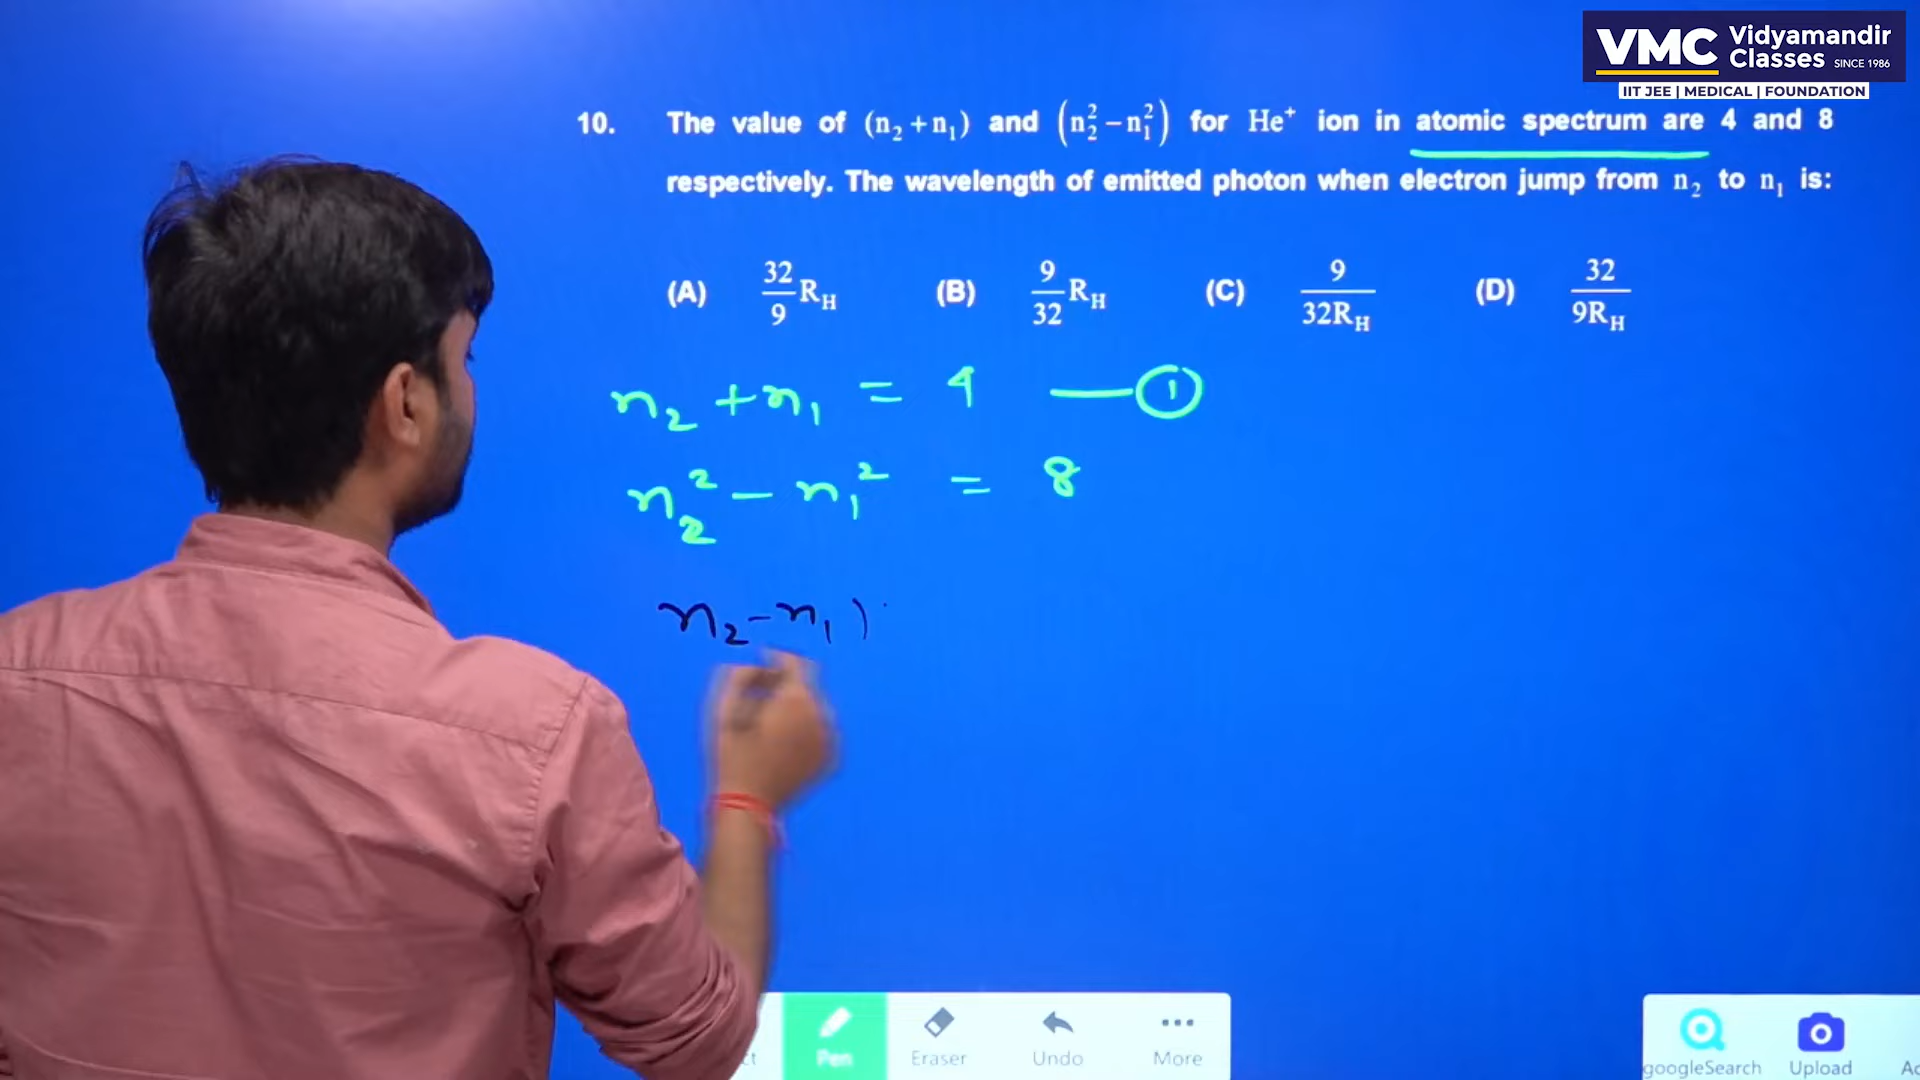 VMC Vidyamandir Classes SINCE 1986
IIT JEE | MEDICAL | FOUNDATION
10. The value of (n₂+n₁) and (n₂²−n₁²) for He⁺ ion in atomic spectrum are 4 and 8
respectively. The wavelength of emitted photon when electron jump from n₂ to n₁ is:
(A) 32/9 R_H (B) 9/32 R_H (C) 9/32R_H (D) 32/9R_H
n₂ + n₁ = 4 — ①
n₂² − n₁² = 8
n₂ − n₁ )
Pen Eraser Undo More
googleSearch Upload